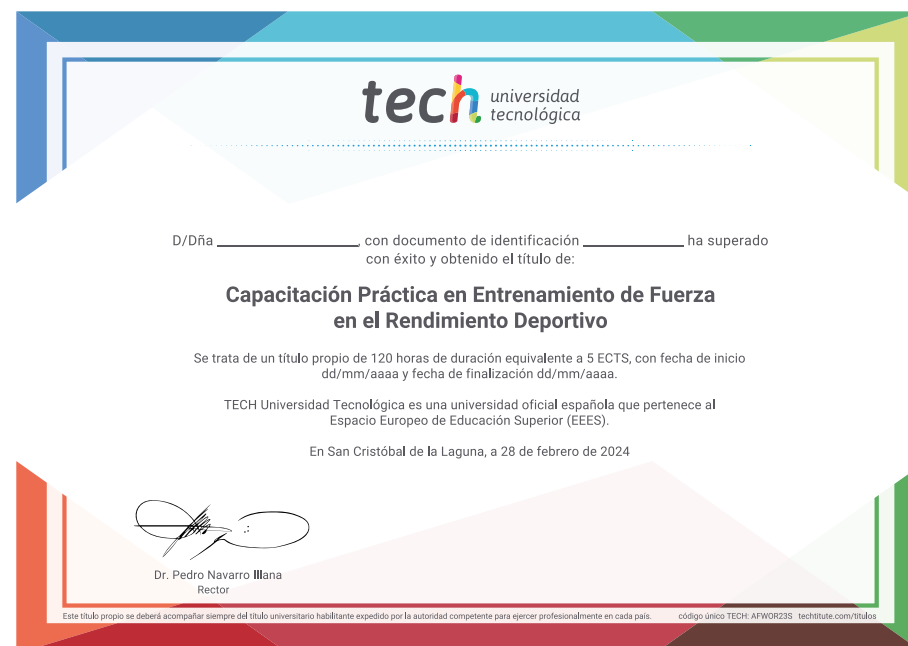 tech universidad
tecnológica
D/Dña ____________________, con documento de identificación ______________ ha superado
con éxito y obtenido el título de:
Capacitación Práctica en Entrenamiento de Fuerza
en el Rendimiento Deportivo
Se trata de un título propio de 120 horas de duración equivalente a 5 ECTS, con fecha de inicio
dd/mm/aaaa y fecha de finalización dd/mm/aaaa.
TECH Universidad Tecnológica es una universidad oficial española que pertenece al
Espacio Europeo de Educación Superior (EEES).
En San Cristóbal de la Laguna, a 28 de febrero de 2024
Dr. Pedro Navarro Illana
Rector
Este título propio se deberá acompañar siempre del título universitario habilitante expedido por la autoridad competente para ejercer profesionalmente en cada país. código único TECH: AFWOR23S techtitute.com/titulos